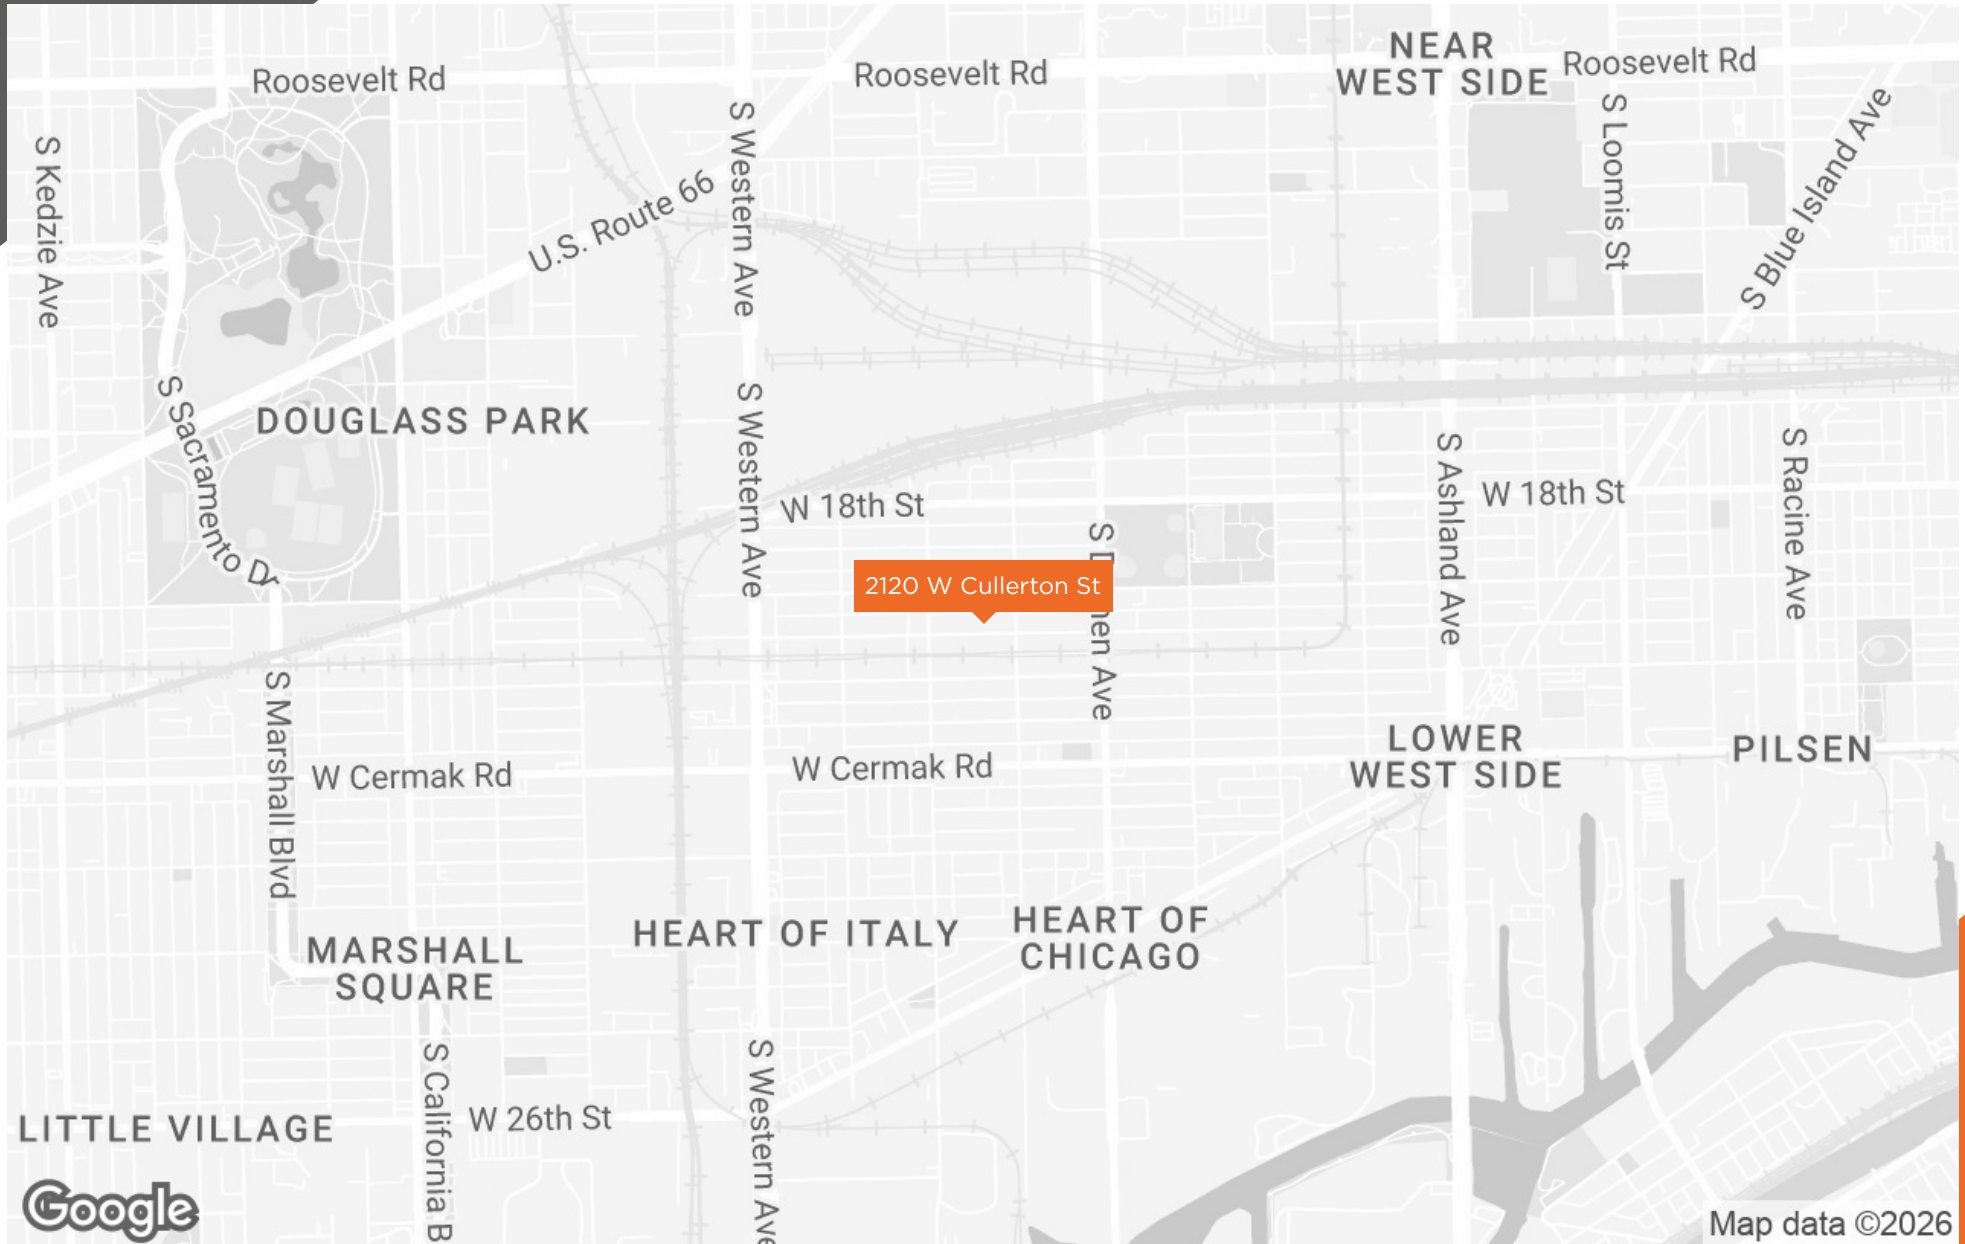 NEAR
WEST SIDE
Roosevelt Rd
Roosevelt Rd
Roosevelt Rd
S Kedzie Ave
S Western Ave
S Loomis St
S Blue Island Ave
U.S. Route 66
S Sacramento Dr
DOUGLASS PARK
S Western Ave
W 18th St
S Ashland Ave
W 18th St
S Racine Ave
2120 W Cullerton St
S D
men Ave
S Marshall Blvd
W Cermak Rd
W Cermak Rd
LOWER
WEST SIDE
PILSEN
HEART OF ITALY
HEART OF
CHICAGO
MARSHALL
SQUARE
S California B
S Western Ave
LITTLE VILLAGE
W 26th St
Google
Map data ©2026